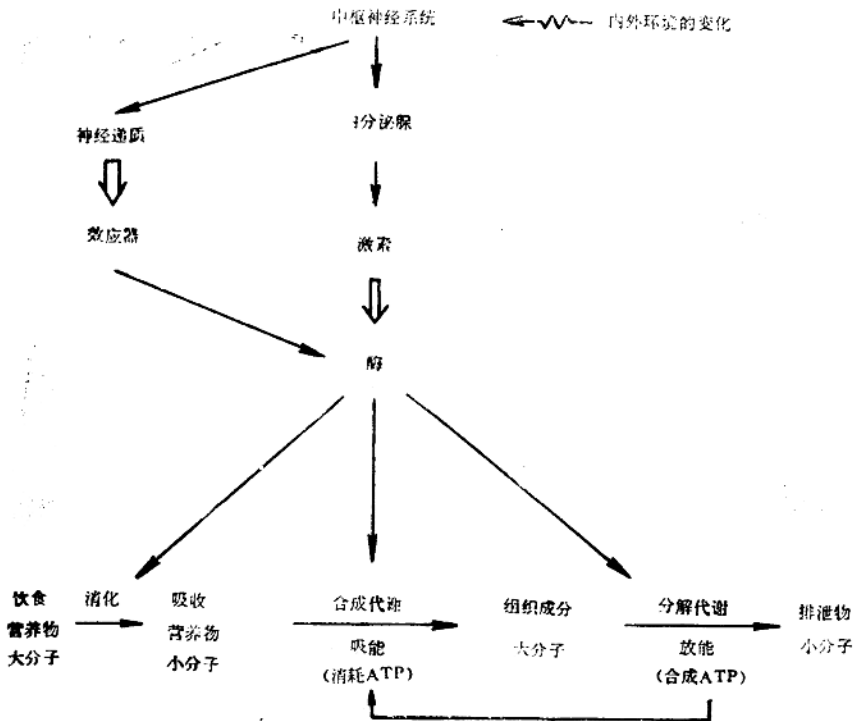 中枢神经系统
内外环境的变化
神经递质
分泌腺
效应器
激素
酶
饮食
营养物
大分子
消化
吸收
营养物
小分子
合成代谢
吸能
(消耗ATP)
组织成分
大分子
分解代谢
放能
(合成ATP)
排泄物
小分子